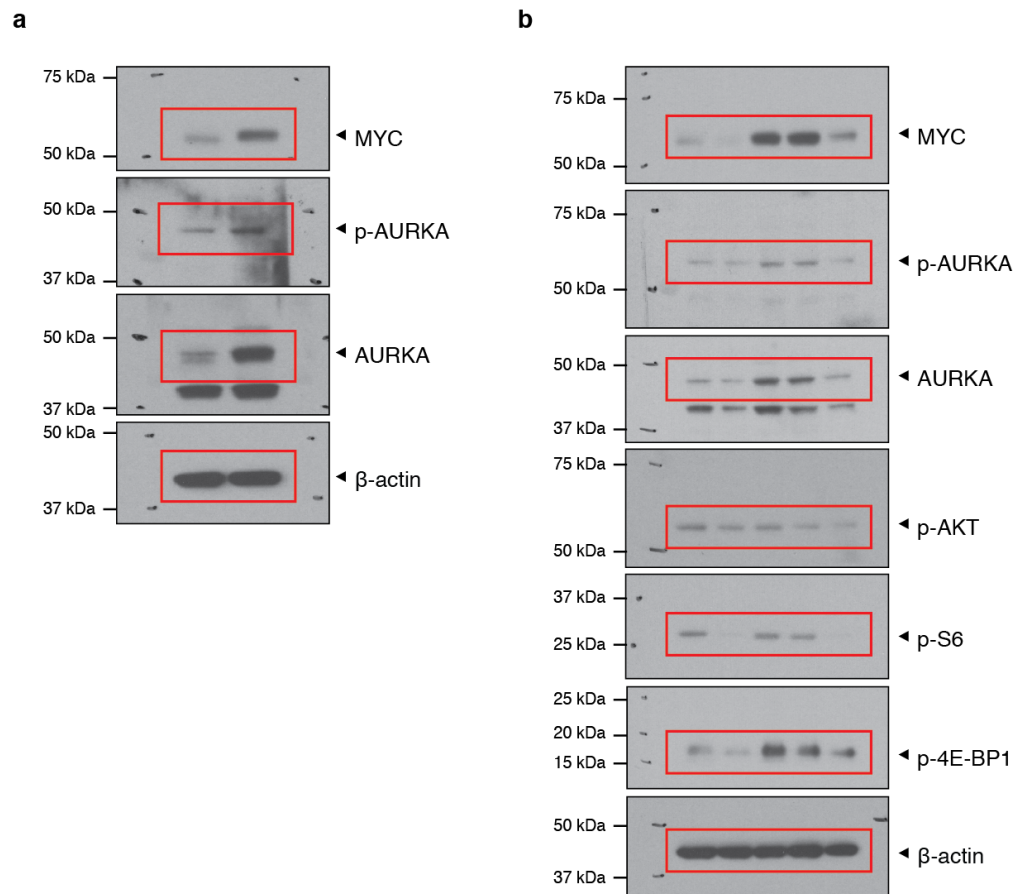 a
75 kDa
50 kDa
MYC
50 kDa
37 kDa
p-AURKA
50 kDa
37 kDa
AURKA
50 kDa
37 kDa
β-actin
b
75 kDa
50 kDa
MYC
75 kDa
50 kDa
p-AURKA
50 kDa
37 kDa
AURKA
75 kDa
50 kDa
p-AKT
37 kDa
25 kDa
p-S6
25 kDa
20 kDa
15 kDa
p-4E-BP1
50 kDa
37 kDa
β-actin